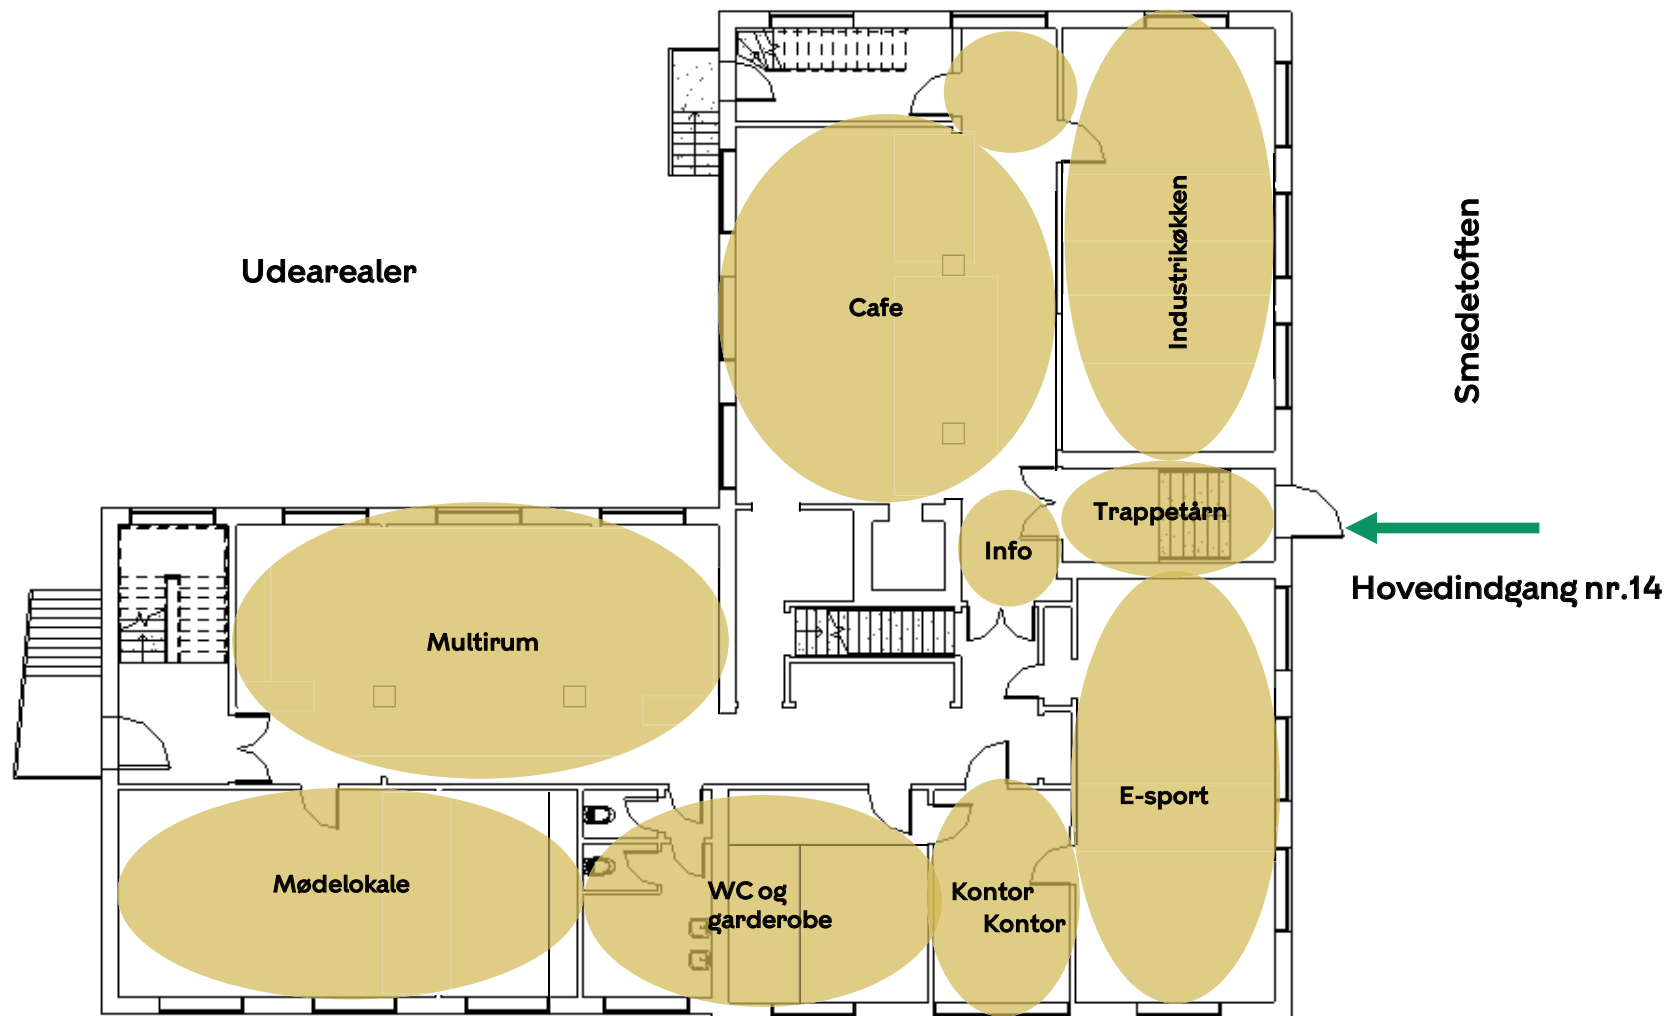 Udearealer
Cafe
Industrikøkken
Smedetoften
Trappetårn
Info
Hovedindgang nr.14
Multirum
E-sport
Mødelokale
WC og
garderobe
Kontor
Kontor